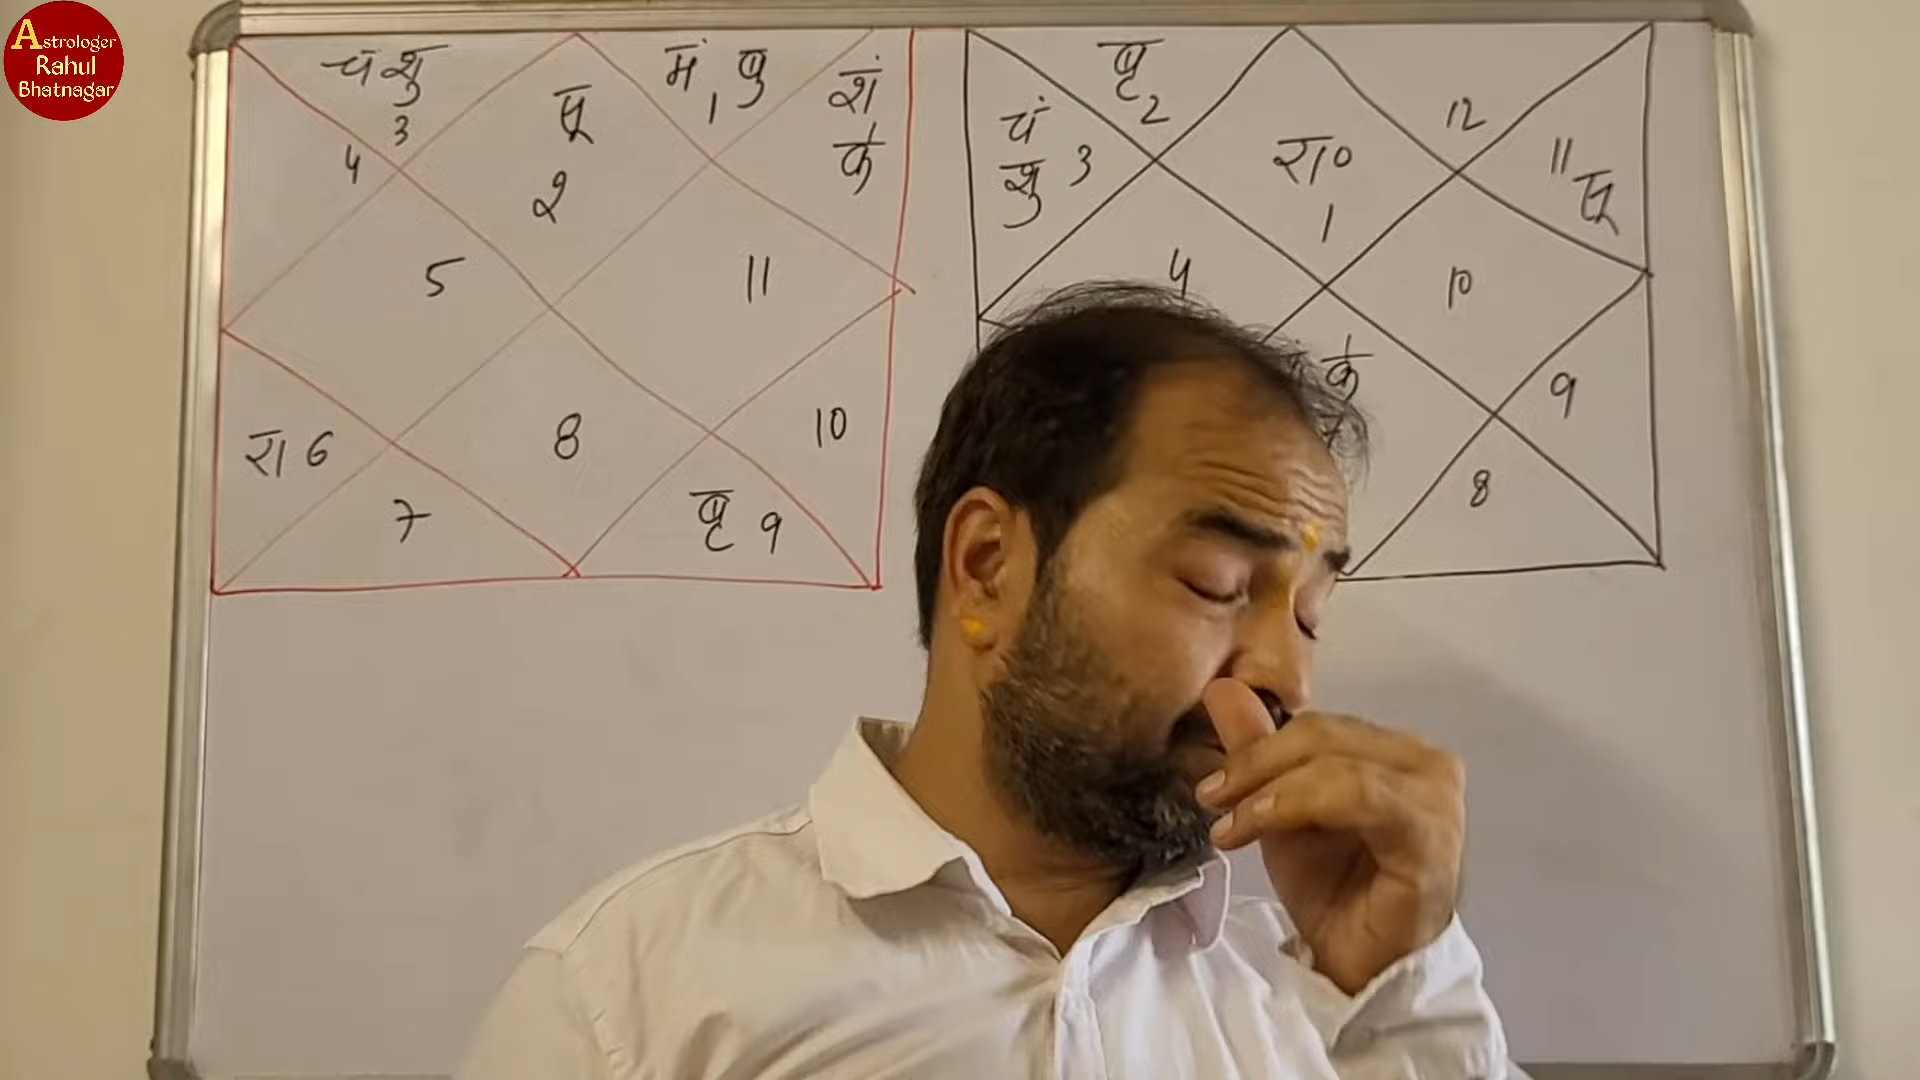 Astrologer
Rahul
Bhatnagar
चं शु
3
4
सू
2
मं 1 बु
शं
के
5
11
रा 6
7
8
बृ 9
10
बृ
2
चं
शु 3
रा०
1
12
11
सू
4
10
के
9
8